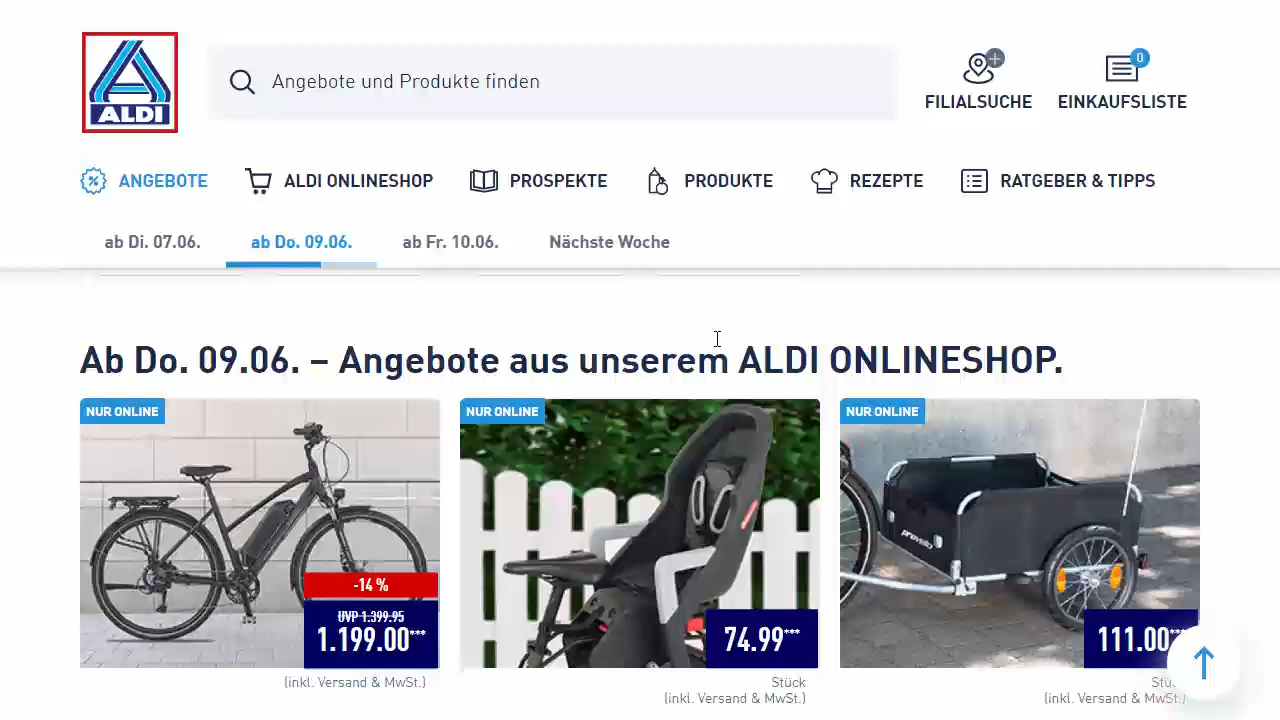 ALDI
Angebote und Produkte finden
+
0
FILIALSUCHE
EINKAUFSLISTE
ANGEBOTE
ALDI ONLINESHOP
PROSPEKTE
PRODUKTE
REZEPTE
RATGEBER & TIPPS
ab Di. 07.06.
ab Do. 09.06.
ab Fr. 10.06.
Nächste Woche
Ab Do. 09.06. – Angebote aus unserem ALDI ONLINESHOP.
NUR ONLINE
-14 %
UVP 1.399.95
1.199.00***
(inkl. Versand & MwSt.)
NUR ONLINE
74.99***
Stück
(inkl. Versand & MwSt.)
NUR ONLINE
prevelo
111.00***
(inkl. Versand & MwSt.)